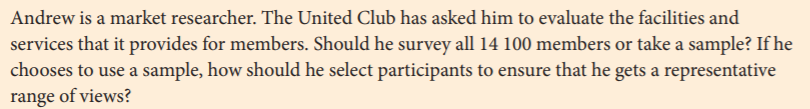 Andrew is a market researcher. The United Club has asked him to evaluate the facilities and
services that it provides for members. Should he survey all 14 100 members or take a sample? If he
chooses to use a sample, how should he select participants to ensure that he gets a representative
range of views?